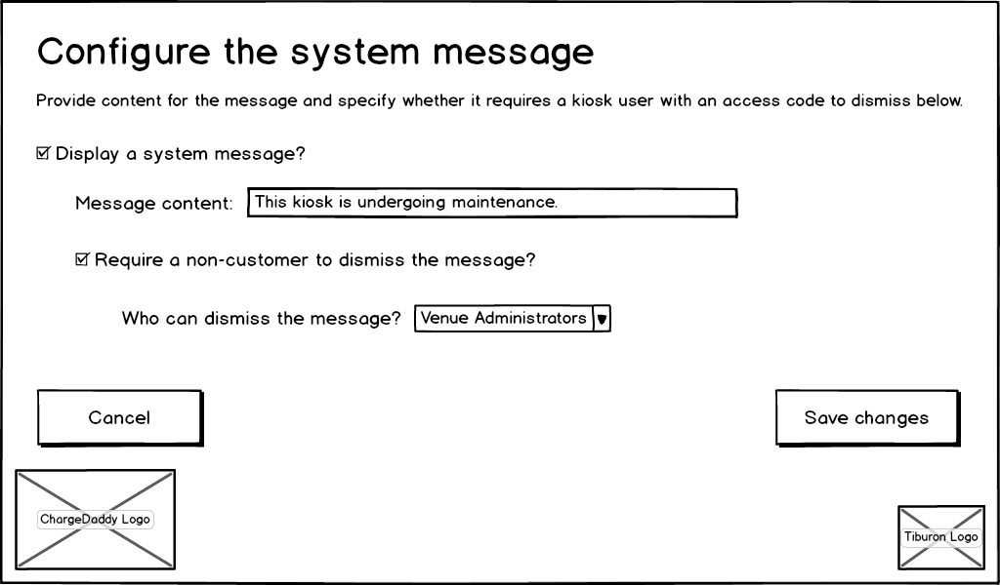 Configure the system message
Provide content for the message and specify whether it requires a kiosk user with an access code to dismiss below.
Display a system message?
Message content: This kiosk is undergoing maintenance.
Require a non-customer to dismiss the message?
Who can dismiss the message? Venue Administrators
Cancel Save changes
ChargeDaddy Logo
Tiburon Logo